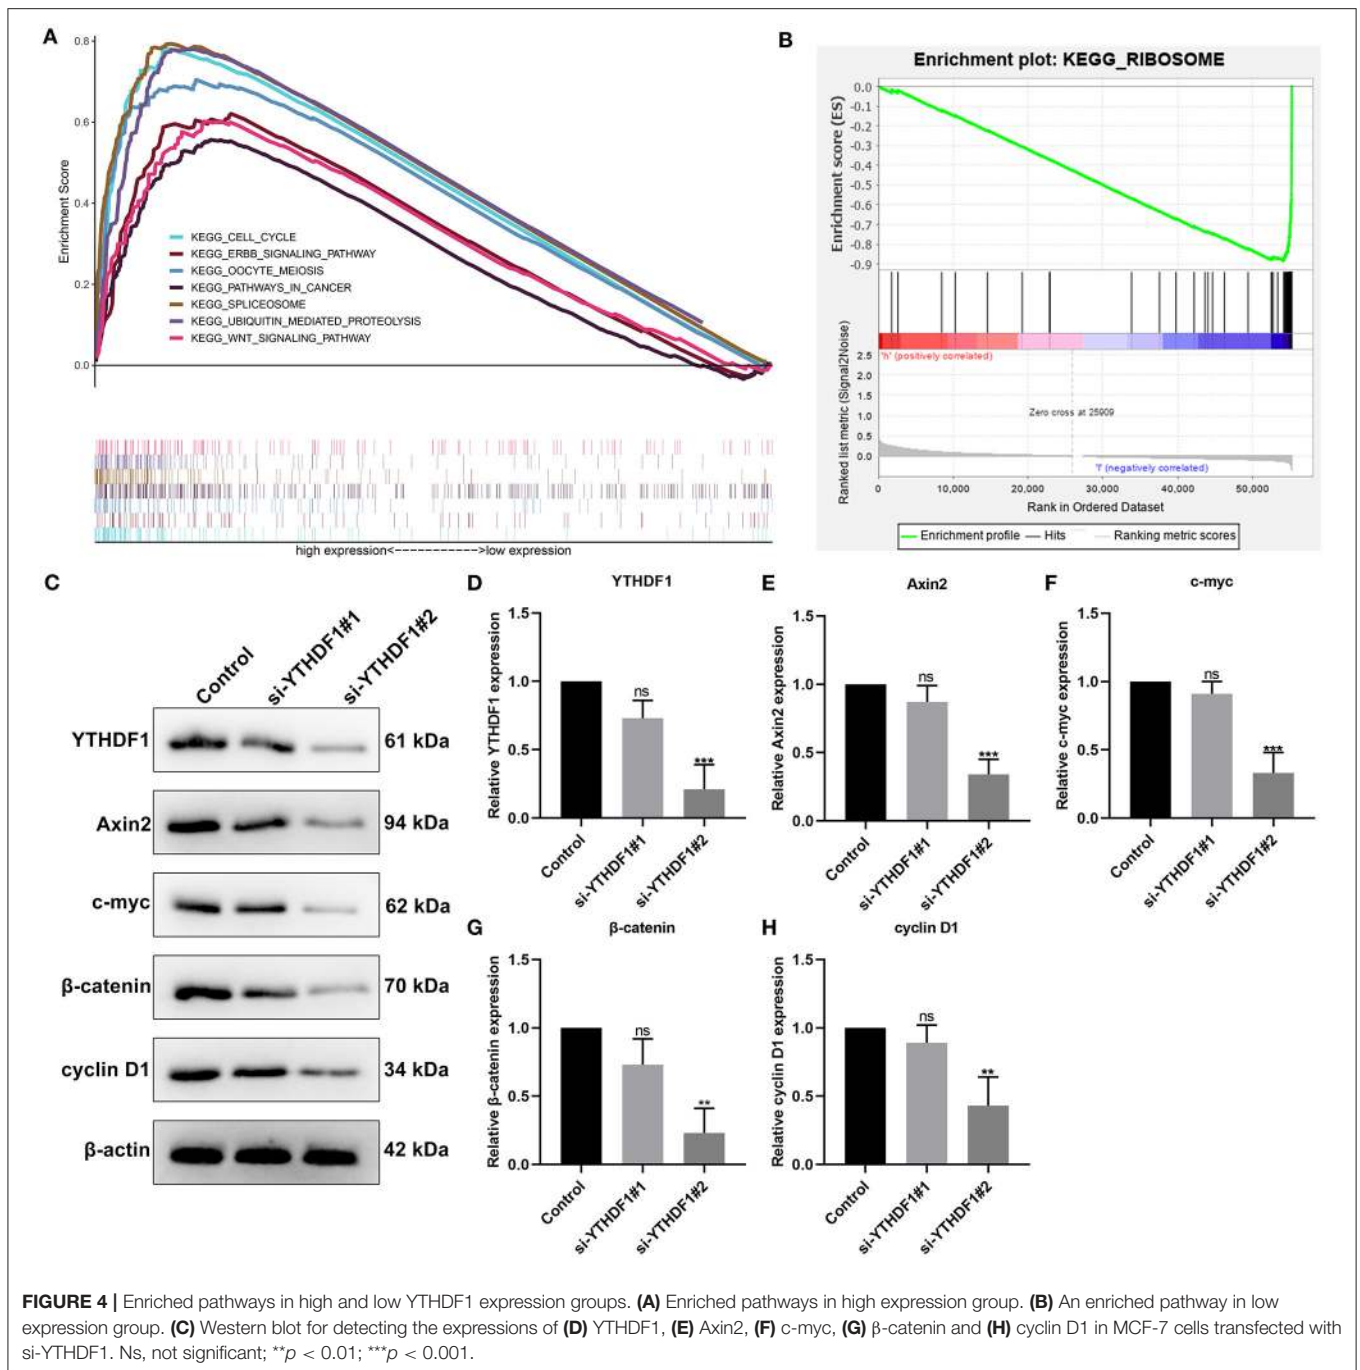 A
Enrichment Score
0.8
0.6
0.4
0.2
0.0
KEGG_CELL_CYCLE
KEGG_ERBB_SIGNALING_PATHWAY
KEGG_OOCYTE_MEIOSIS
KEGG_PATHWAYS_IN_CANCER
KEGG_SPLICEOSOME
KEGG_UBIQUITIN_MEDIATED_PROTEOLYSIS
KEGG_WNT_SIGNALING_PATHWAY
high expression<------------>low expression
B
Enrichment plot: KEGG_RIBOSOME
Enrichment score (ES)
0.0
-0.1
-0.2
-0.3
-0.4
-0.5
-0.6
-0.7
-0.8
-0.9
Ranked list metric (Signal2Noise)
2.5
2.0
1.5
1.0
0.5
0.0
'h' (positively correlated)
Zero cross at 25909
'l' (negatively correlated)
0 10,000 20,000 30,000 40,000 50,000
Rank in Ordered Dataset
Enrichment profile Hits Ranking metric scores
C
Control si-YTHDF1#1 si-YTHDF1#2
YTHDF1 61 kDa
Axin2 94 kDa
c-myc 62 kDa
β-catenin 70 kDa
cyclin D1 34 kDa
β-actin 42 kDa
D
YTHDF1
Relative YTHDF1 expression
1.5
1.0
0.5
0.0
ns
***
Control si-YTHDF1#1 si-YTHDF1#2
E
Axin2
Relative Axin2 expression
1.5
1.0
0.5
0.0
ns
***
Control si-YTHDF1#1 si-YTHDF1#2
F
c-myc
Relative c-myc expression
1.5
1.0
0.5
0.0
ns
***
Control si-YTHDF1#1 si-YTHDF1#2
G
β-catenin
Relative β-catenin expression
1.5
1.0
0.5
0.0
ns
**
Control si-YTHDF1#1 si-YTHDF1#2
H
cyclin D1
Relative cyclin D1 expression
1.5
1.0
0.5
0.0
ns
**
Control si-YTHDF1#1 si-YTHDF1#2
FIGURE 4 | Enriched pathways in high and low YTHDF1 expression groups. (A) Enriched pathways in high expression group. (B) An enriched pathway in low
expression group. (C) Western blot for detecting the expressions of (D) YTHDF1, (E) Axin2, (F) c-myc, (G) β-catenin and (H) cyclin D1 in MCF-7 cells transfected with
si-YTHDF1. Ns, not significant; **p < 0.01; ***p < 0.001.